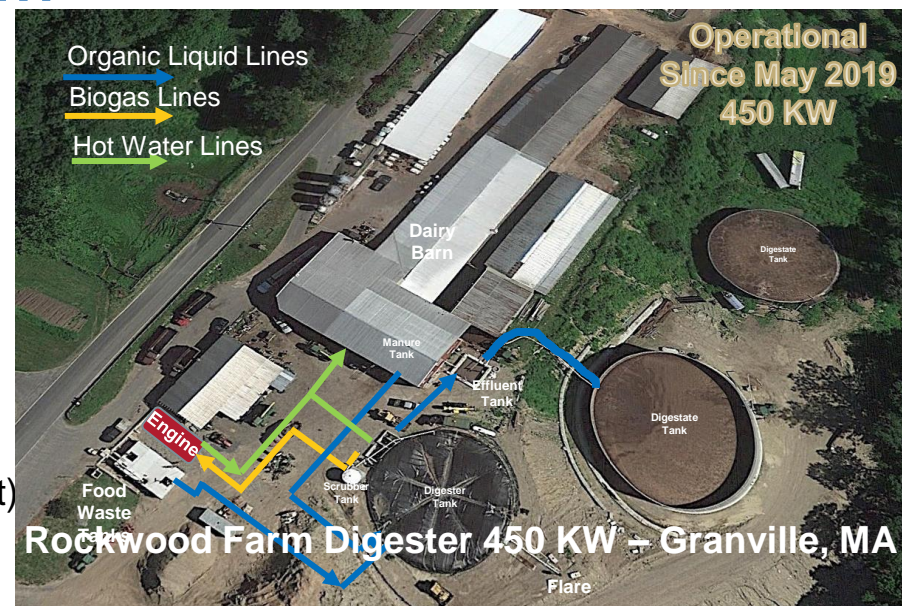 Organic Liquid Lines
Biogas Lines
Hot Water Lines
Operational
Since May 2019
450 KW
Dairy
Barn
Digestate
Tank
Manure
Tank
Effluent
Tank
Digestate
Tank
Engine
Scrubber
Tank
Digester
Tank
Food
Waste
Tanks
t)
Rockwood Farm Digester 450 KW – Granville, MA
Flare